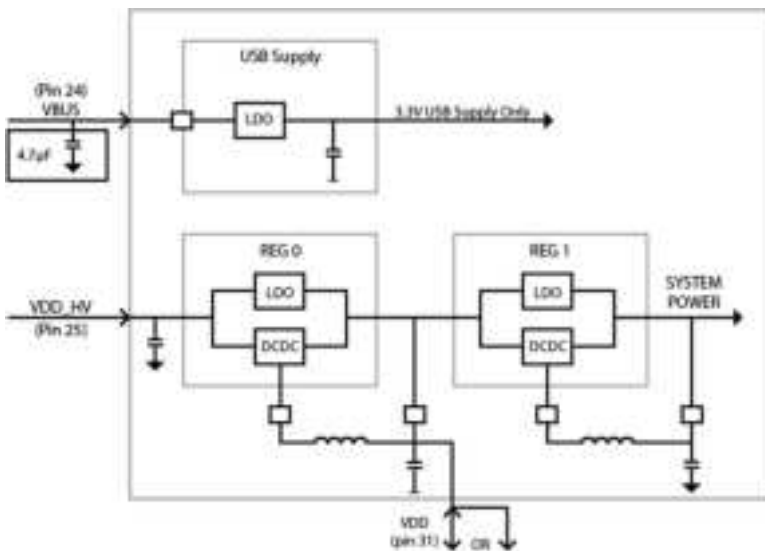 USB Supply
(Pin 24)
VBUS
LDO
3.3V USB Supply Only
4.7µF
REG 0
REG 1
LDO
LDO
SYSTEM
POWER
VDD_HV
(Pin 25)
DCDC
DCDC
VDD
(pin 31)
OR